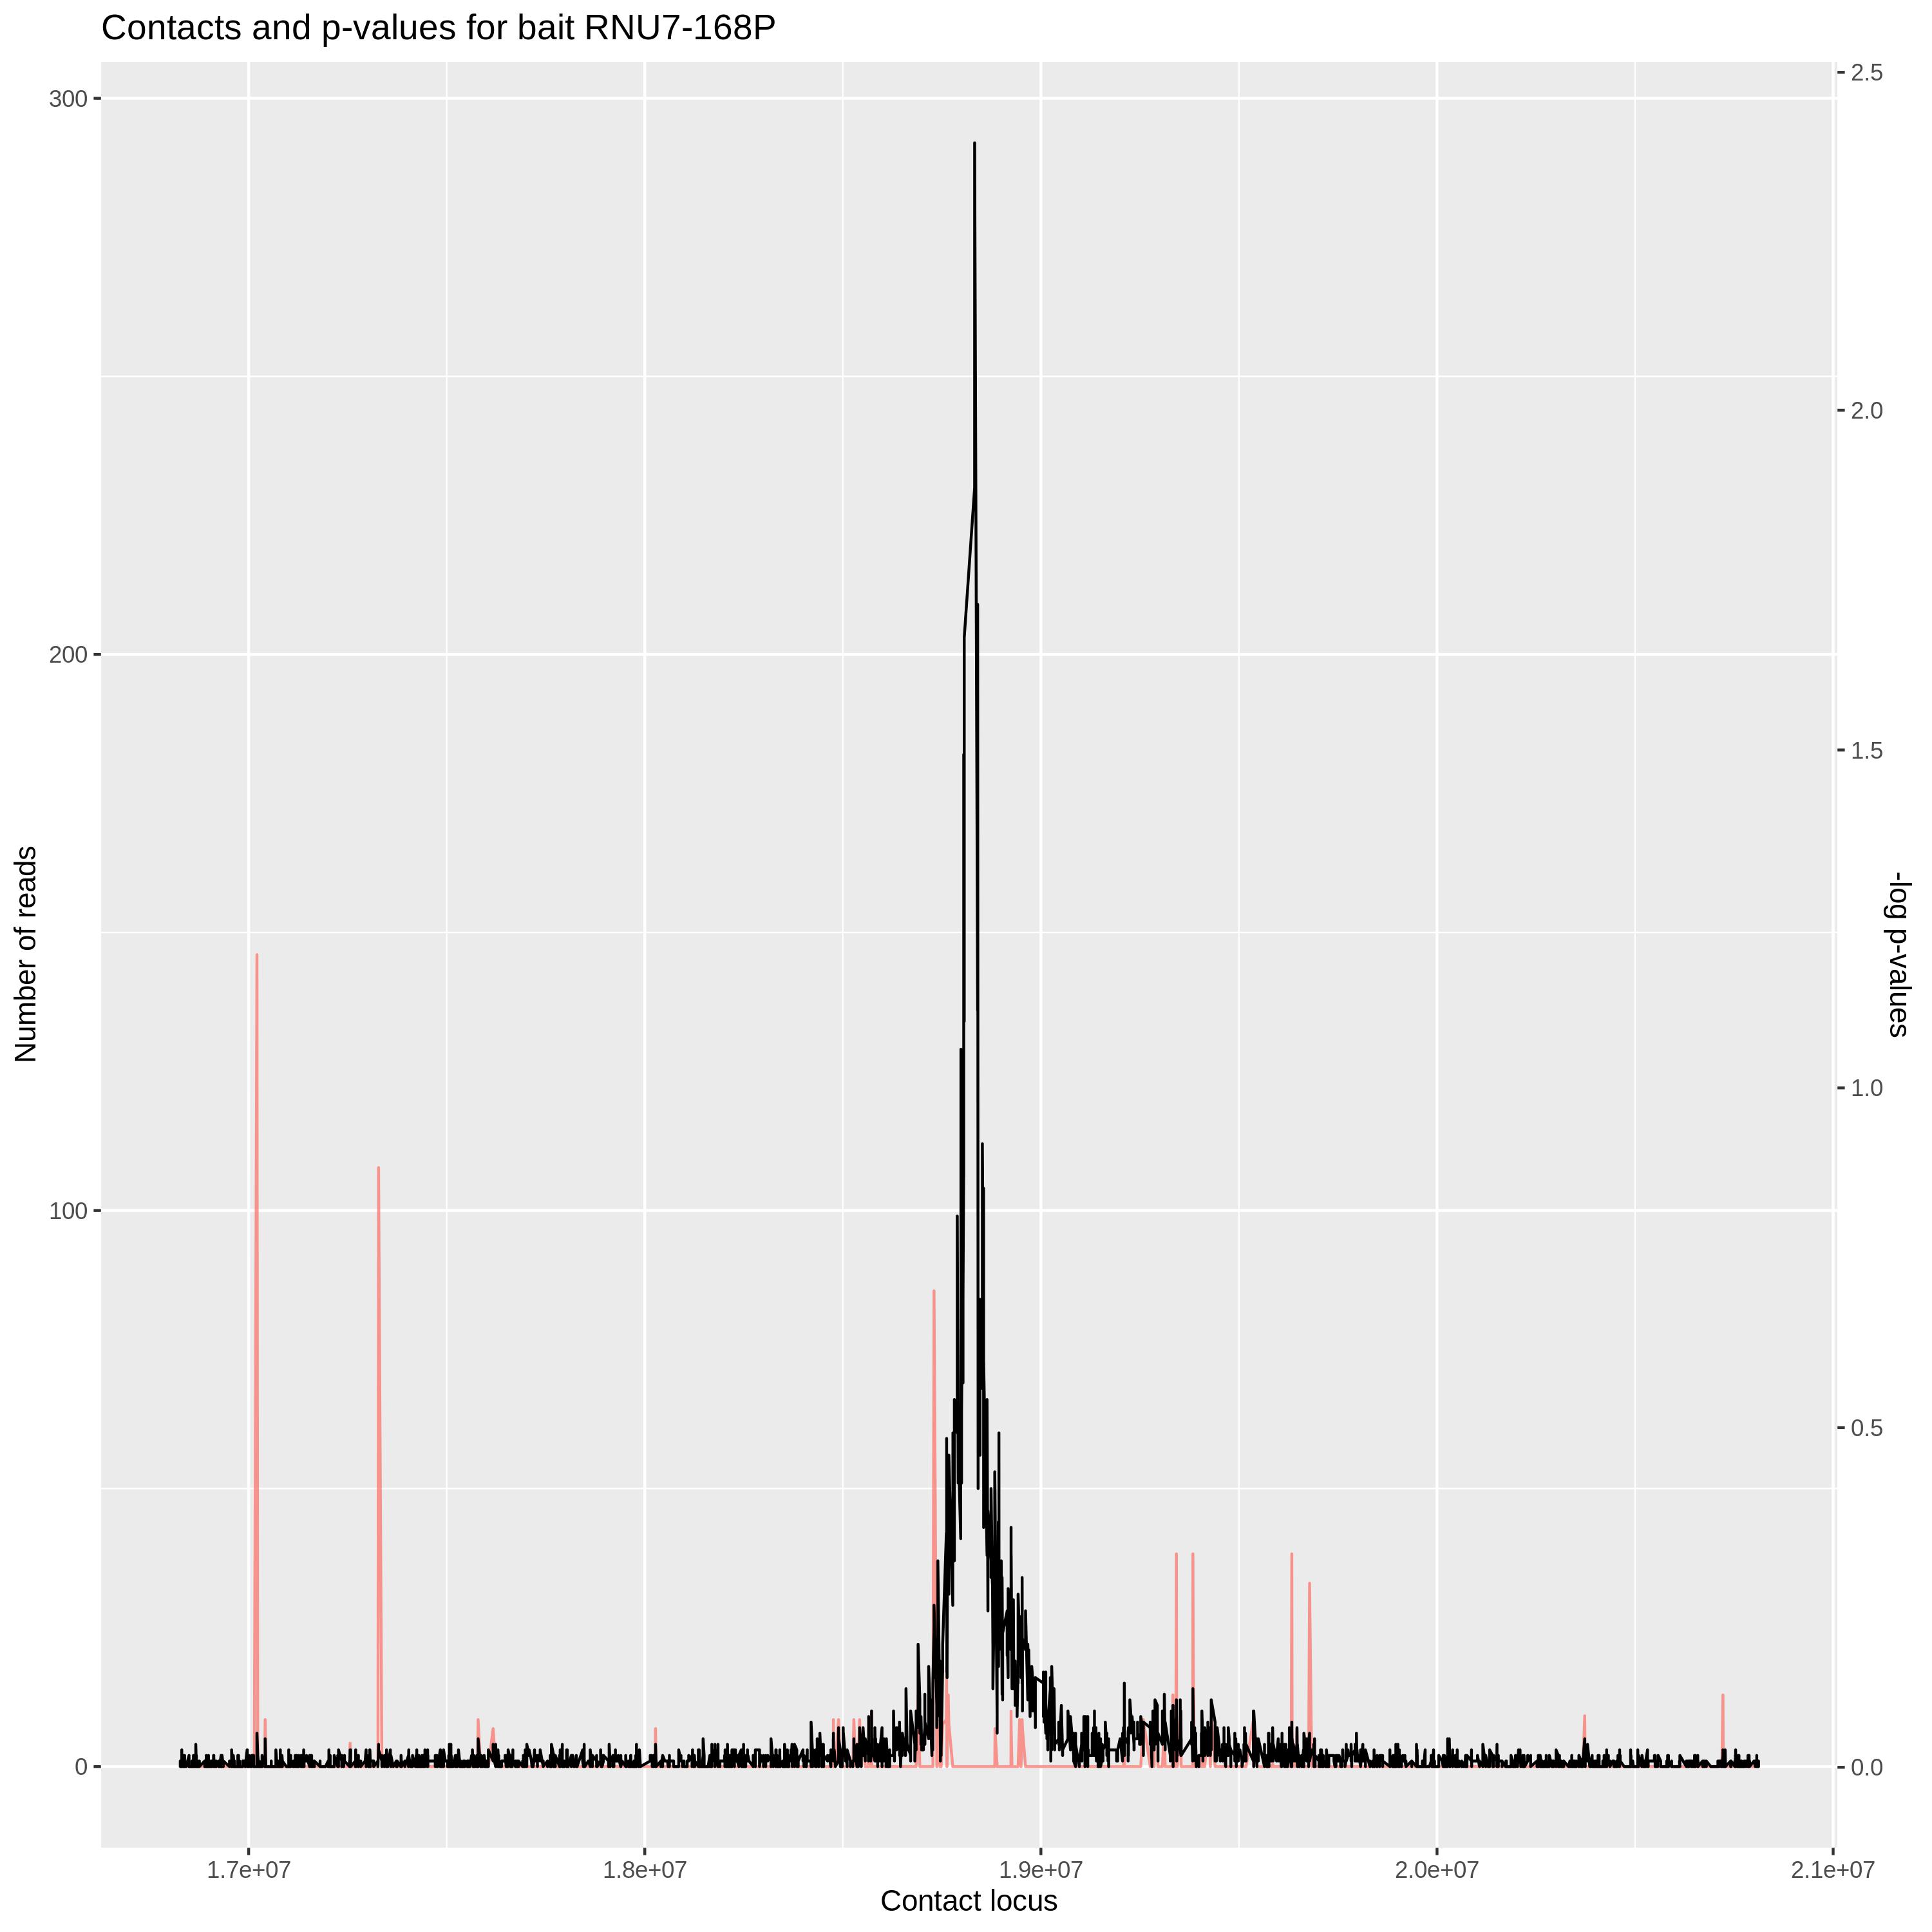 Contacts and p-values for bait RNU7-168P
300
200
100
0
Number of reads
2.5
2.0
1.5
1.0
0.5
0.0
-log p-values
1.7e+07
1.8e+07
1.9e+07
2.0e+07
2.1e+07
Contact locus